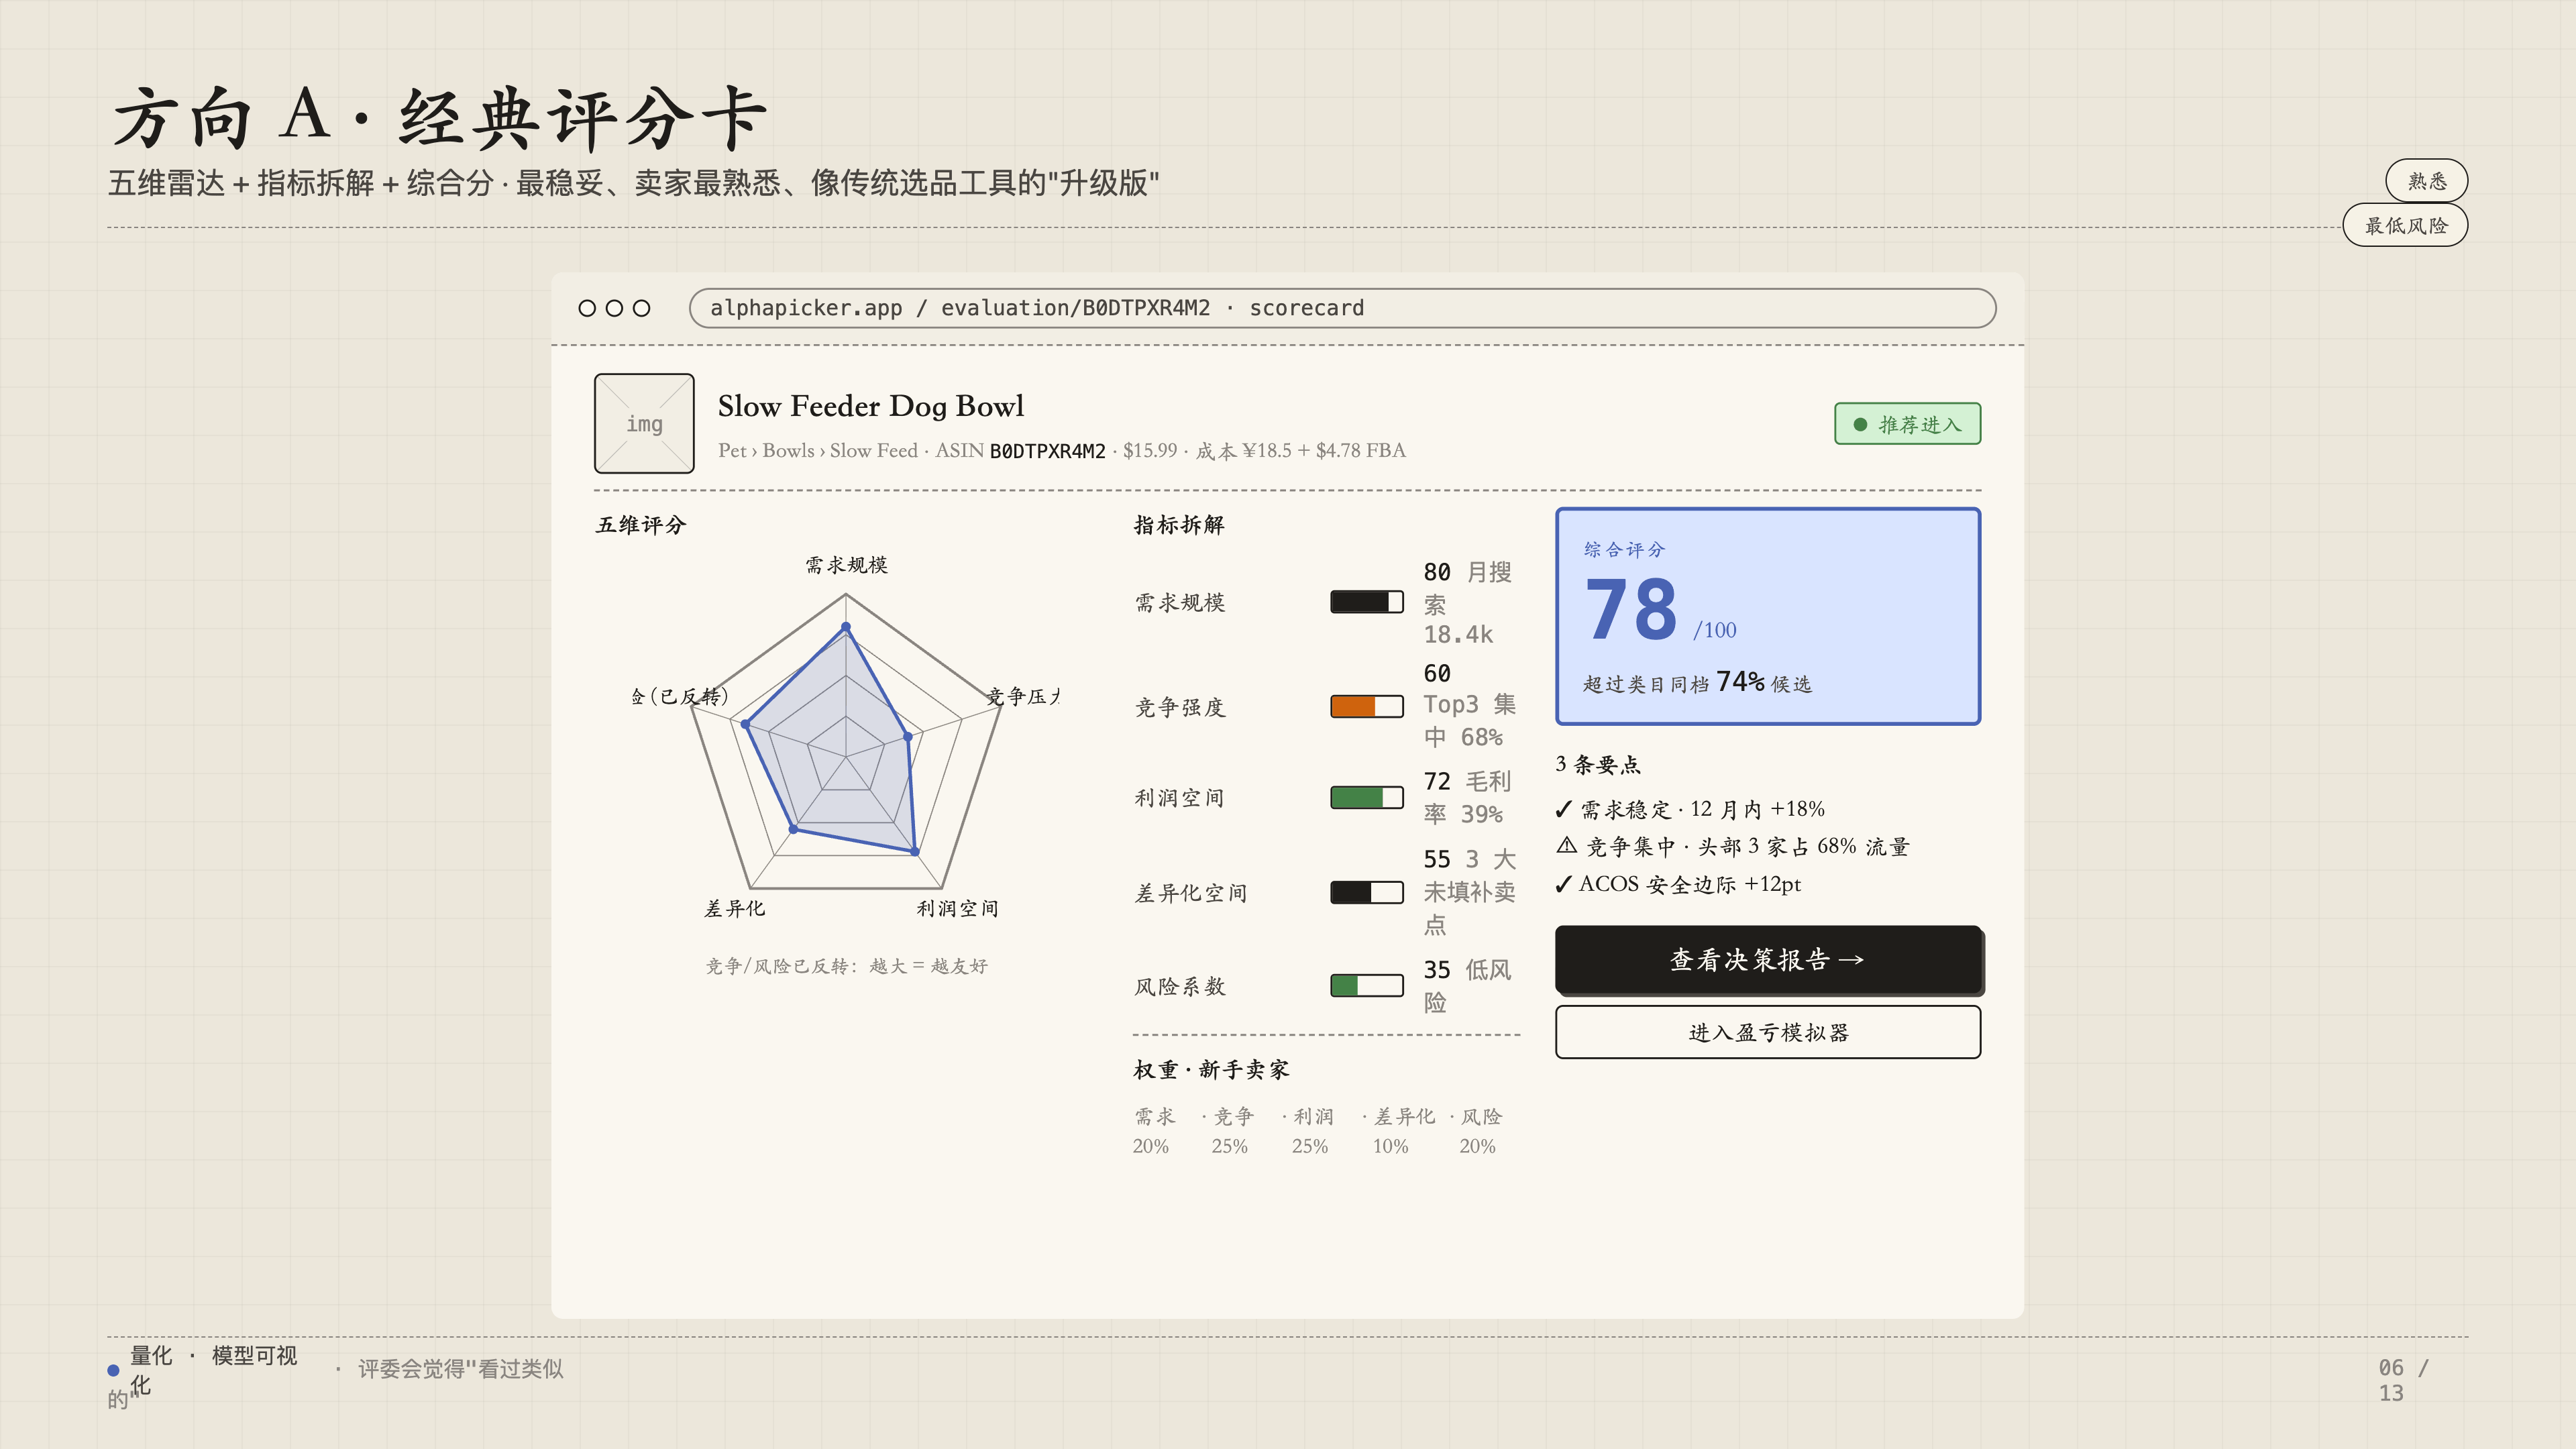 方向 A · 经典评分卡
五维雷达 + 指标拆解 + 综合分 · 最稳妥、卖家最熟悉、像传统选品工具的"升级版"
熟悉
最低风险
alphapicker.app / evaluation/B0DTPXR4M2 · scorecard
img
Slow Feeder Dog Bowl
Pet › Bowls › Slow Feed · ASIN B0DTPXR4M2 · $15.99 · 成本 ¥18.5 + $4.78 FBA
推荐进入
五维评分
需求规模
(已反转)
竞争压
差异化
利润空间
竞争/风险已反转：越大 = 越友好
指标拆解
需求规模
80 月搜
索
18.4k
竞争强度
60
Top3 集
中 68%
利润空间
72 毛利
率 39%
差异化空间
55 3 大
未填补卖
点
风险系数
35 低风
险
权重 · 新手卖家
需求 · 竞争 · 利润 · 差异化 · 风险
20% 25% 25% 10% 20%
综合评分
78 /100
超过类目同档 74% 候选
3 条要点
✓ 需求稳定 · 12 月内 +18%
⚠ 竞争集中 · 头部 3 家占 68% 流量
✓ ACOS 安全边际 +12pt
查看决策报告 →
进入盈亏模拟器
量化 · 模型可视
化
· 评委会觉得"看过类似
的"
06 /
13